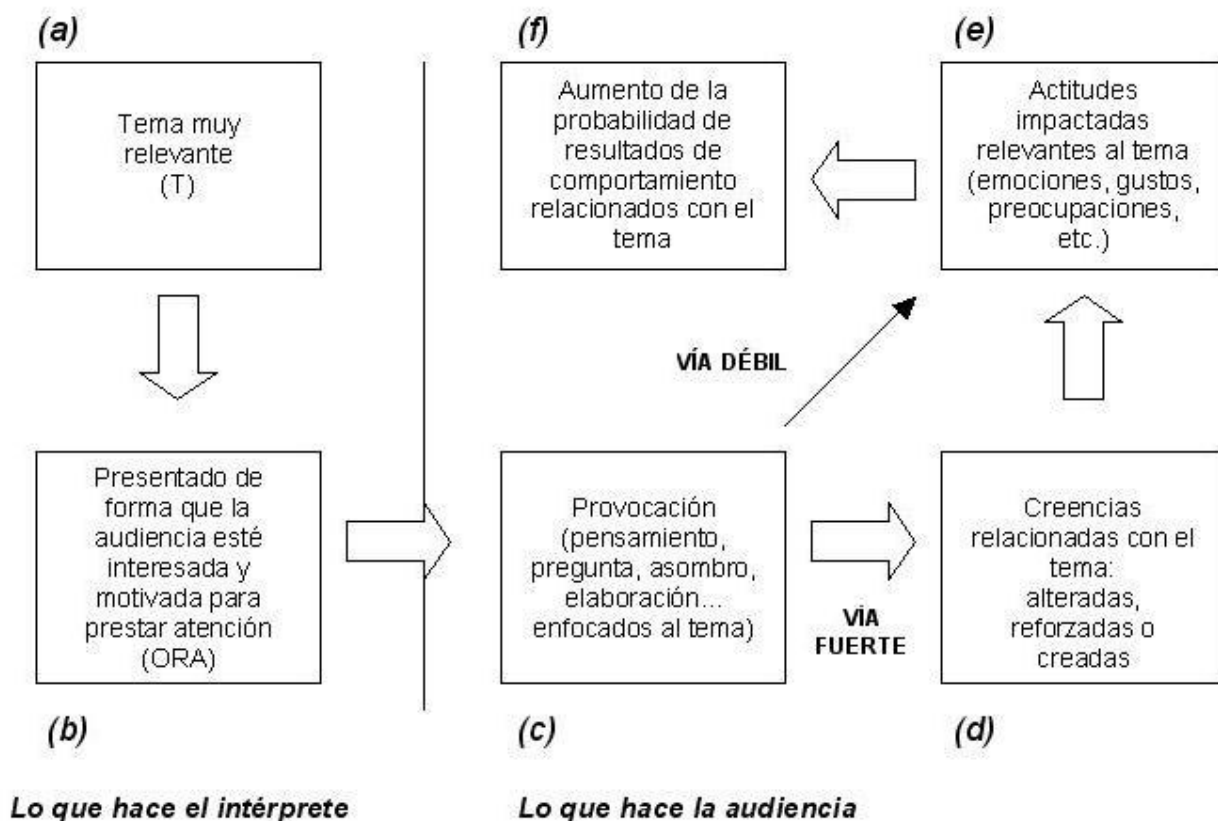 (a)
Tema muy
relevante
(T)
Presentado de
forma que la
audiencia esté
interesada y
motivada para
prestar atención
(ORA)
(b)
Lo que hace el intérprete
(f)
Aumento de la
probabilidad de
resultados de
comportamiento
relacionados con el
tema
(e)
Actitudes
impactadas
relevantes al tema
(emociones, gustos,
preocupaciones,
etc.)
VÍA DÉBIL
Provocación
(pensamiento,
pregunta, asombro,
elaboración...
enfocados al tema)
(c)
VÍA
FUERTE
Creencias
relacionadas con el
tema:
alteradas,
reforzadas o
creadas
(d)
Lo que hace la audiencia